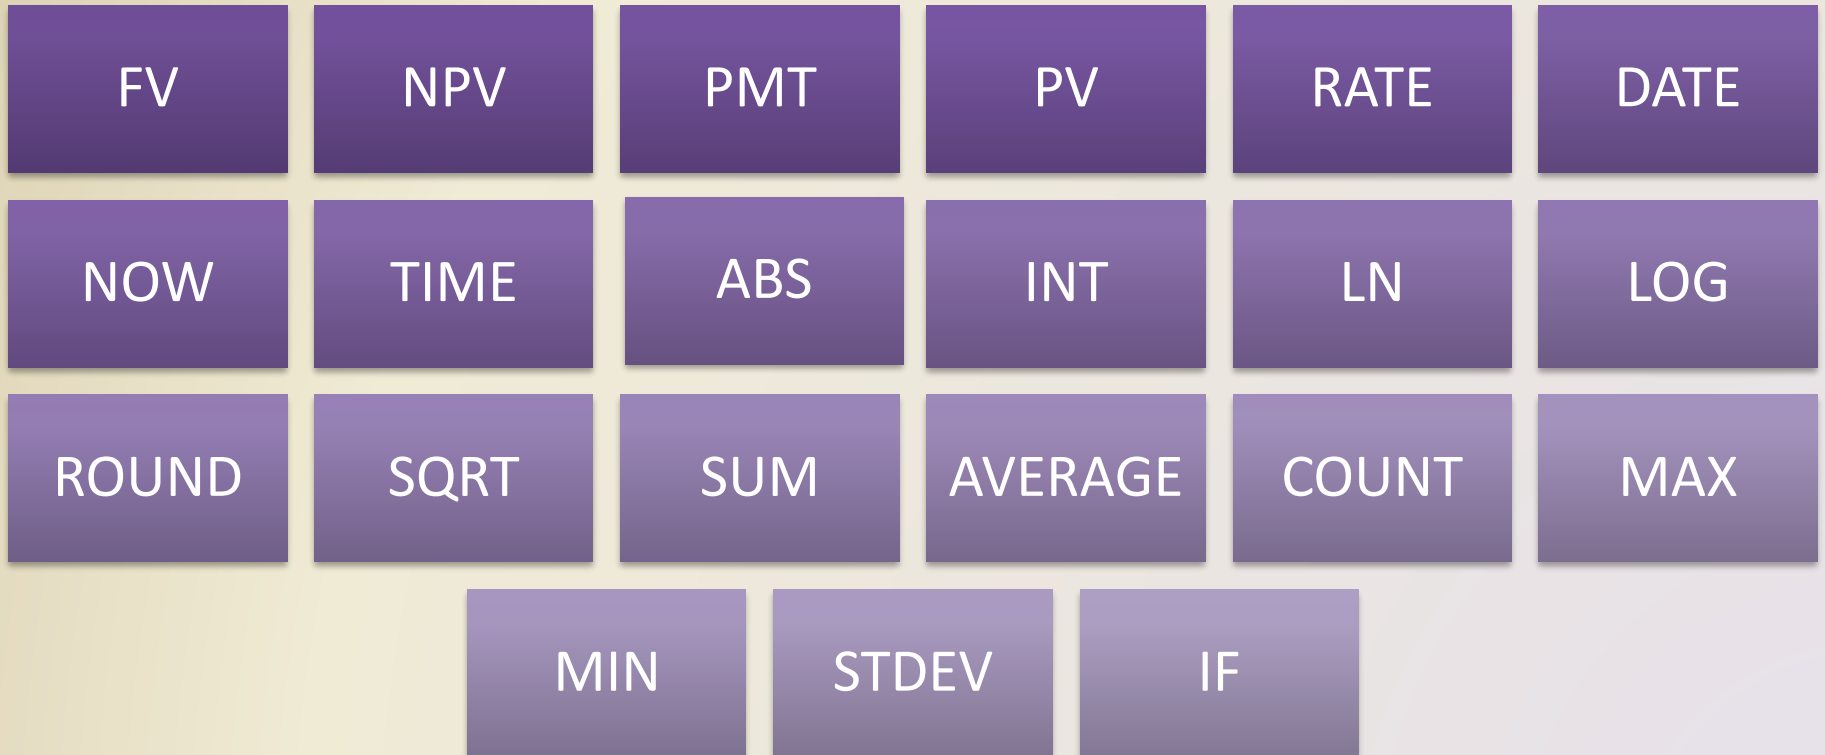 FV NPV PMT PV RATE DATE
NOW TIME ABS INT LN LOG
ROUND SQRT SUM AVERAGE COUNT MAX
MIN STDEV IF